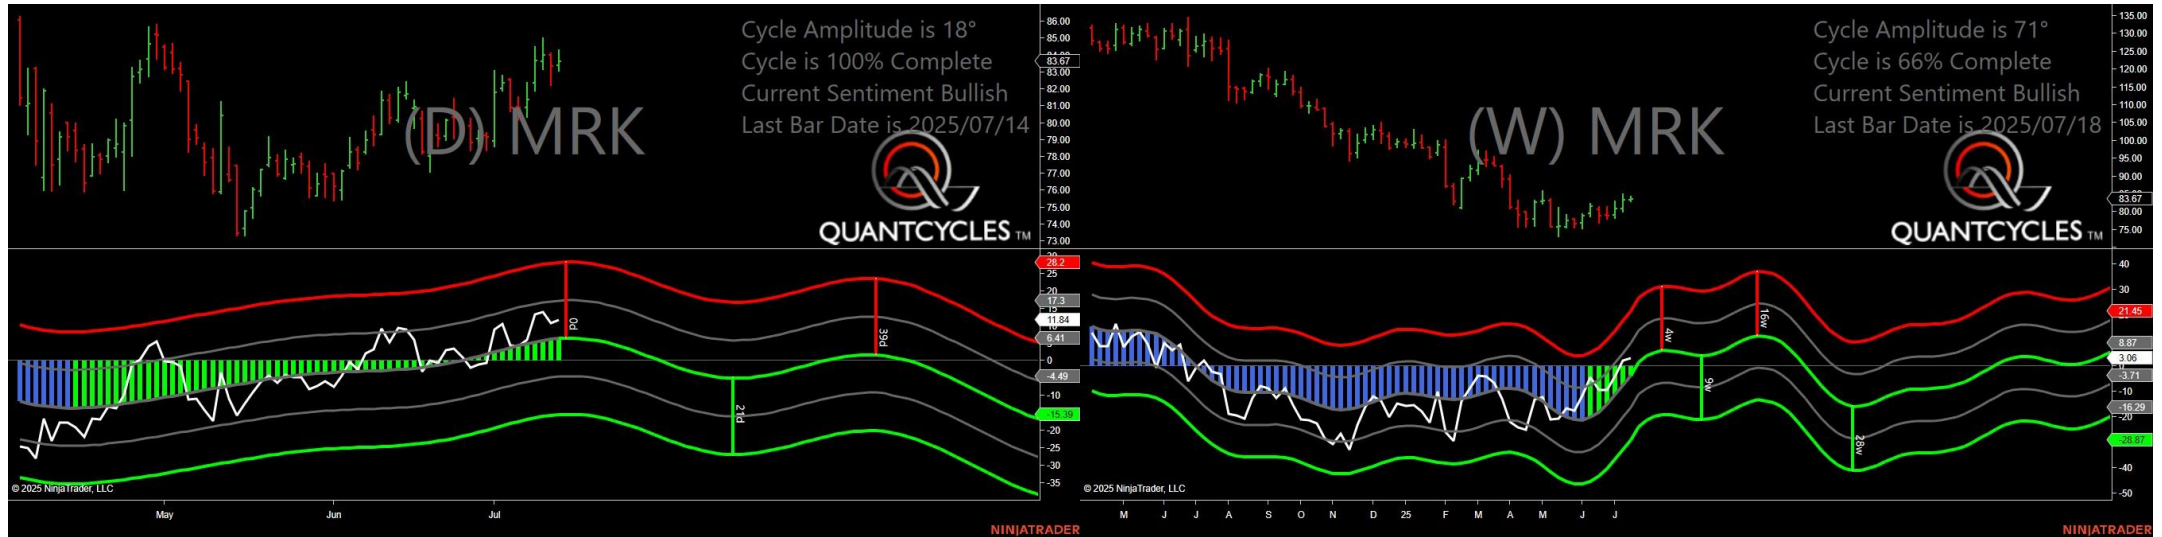 Cycle Amplitude is 18°
Cycle is 100% Complete
Current Sentiment Bullish
Last Bar Date is 2025/07/14
(D) MRK
QUANTCYCLES TM
86.00
85.00
83.67
83.00
82.00
81.00
80.00
79.00
78.00
77.00
76.00
75.00
74.00
73.00
28.2
25
20
17.3
11.84
6.41
0
-4.49
-10
-15.39
-20
-25
-30
-35
0d
21d
39d
© 2025 NinjaTrader, LLC
May
Jun
Jul
NINJATRADER
Cycle Amplitude is 71°
Cycle is 66% Complete
Current Sentiment Bullish
Last Bar Date is 2025/07/18
(W) MRK
QUANTCYCLES TM
135.00
130.00
125.00
120.00
115.00
110.00
105.00
100.00
95.00
90.00
83.67
80.00
75.00
40
30
21.45
8.87
3.06
-3.71
-10
-16.29
-20
-28.87
-40
-50
4w
9w
16w
28w
© 2025 NinjaTrader, LLC
M
J
J
A
S
O
N
D
25
F
M
A
M
J
J
NINJATRADER